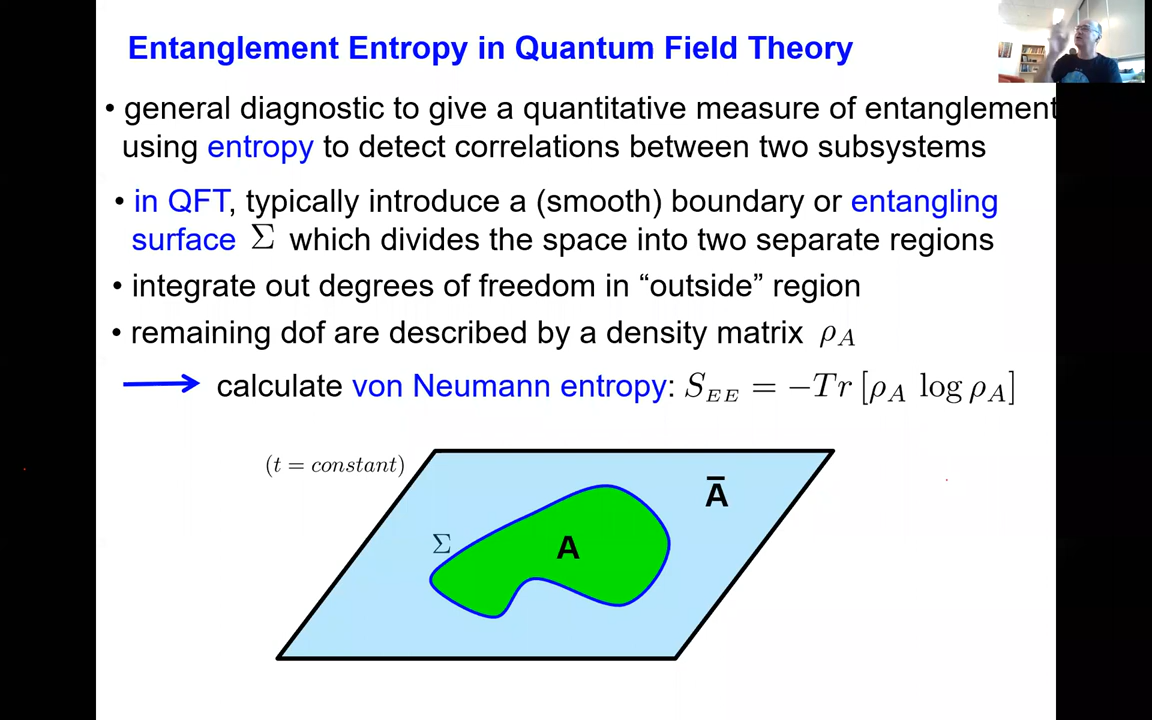 Entanglement Entropy in Quantum Field Theory
• general diagnostic to give a quantitative measure of entanglement
using entropy to detect correlations between two subsystems
• in QFT, typically introduce a (smooth) boundary or entangling
surface Σ which divides the space into two separate regions
• integrate out degrees of freedom in “outside” region
• remaining dof are described by a density matrix ρ_A
⟶ calculate von Neumann entropy: S_{EE} = −Tr [ρ_A log ρ_A]
(t = constant)
Ā
Σ
A